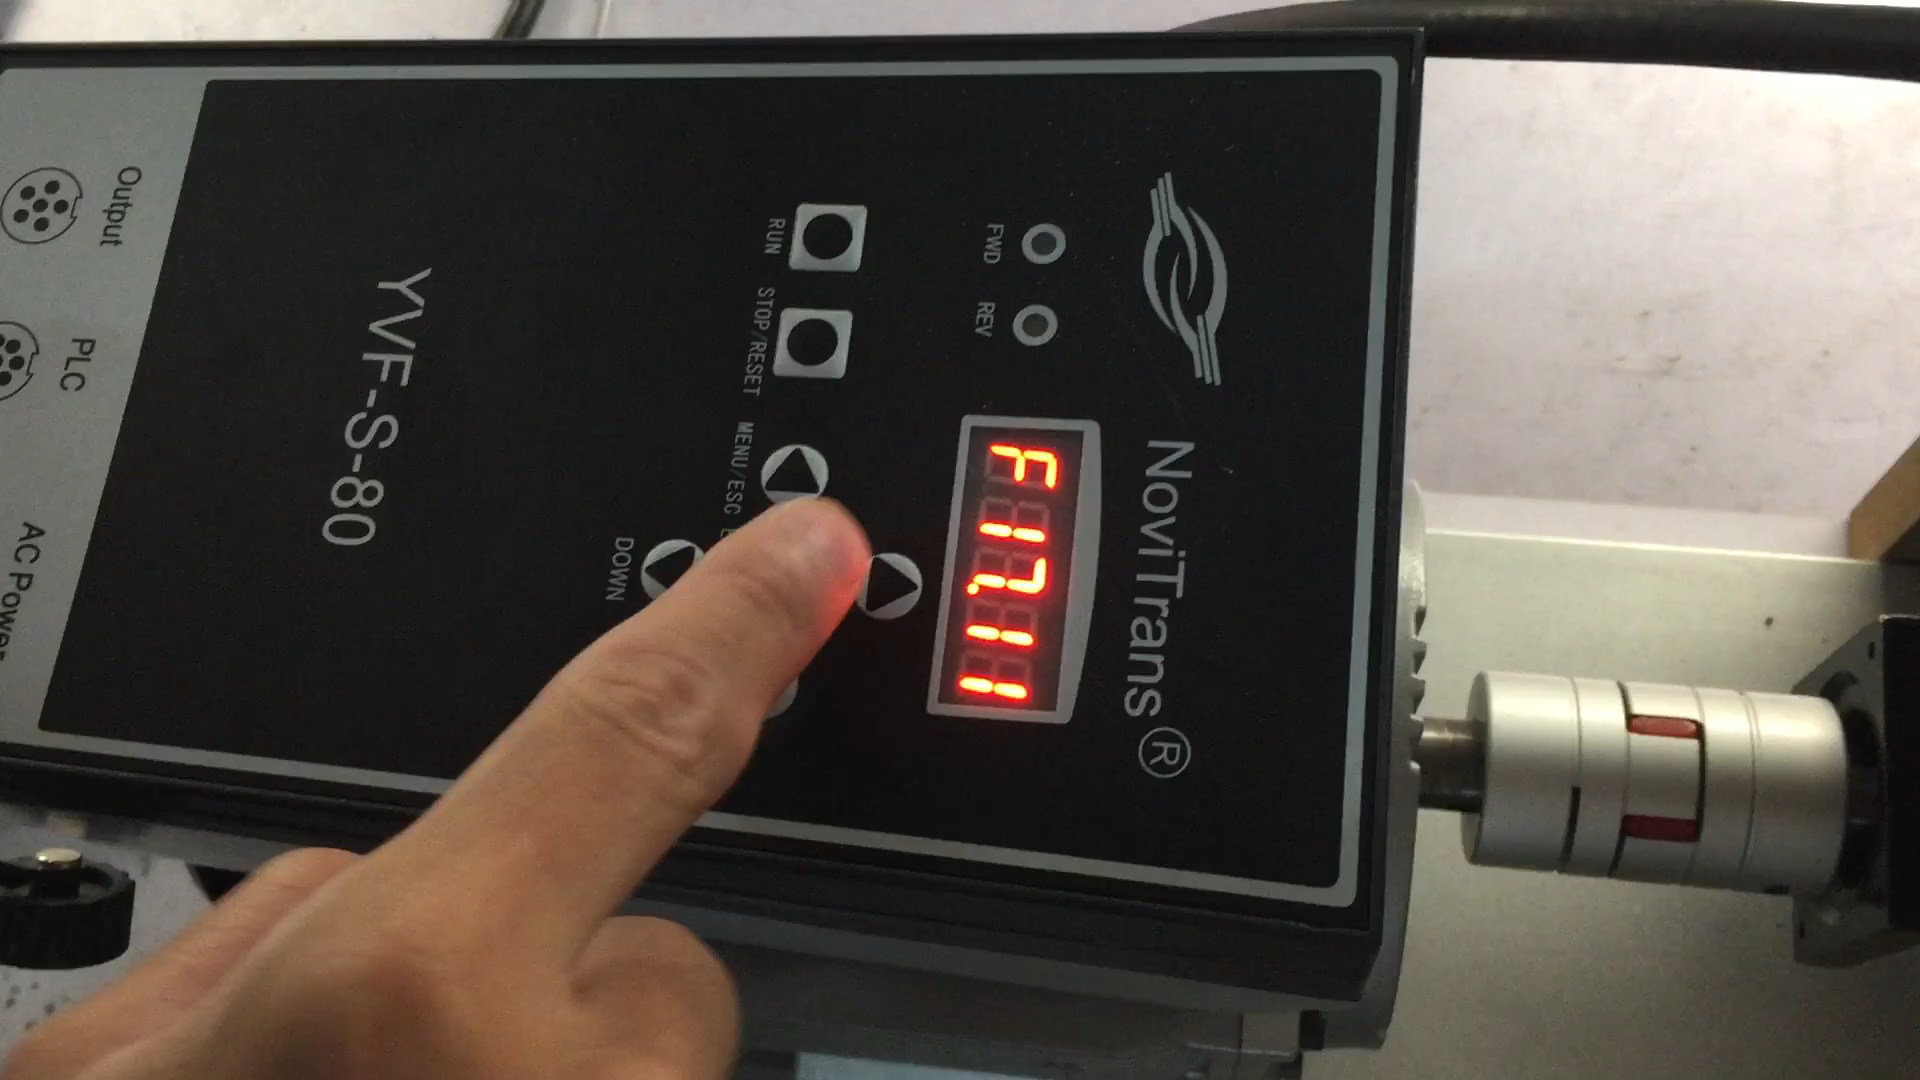 NoviTrans®
FWD REV
F17.11
RUN STOP/RESET MENU/ESC
DOWN
YVF-S-80
Output PLC AC Power